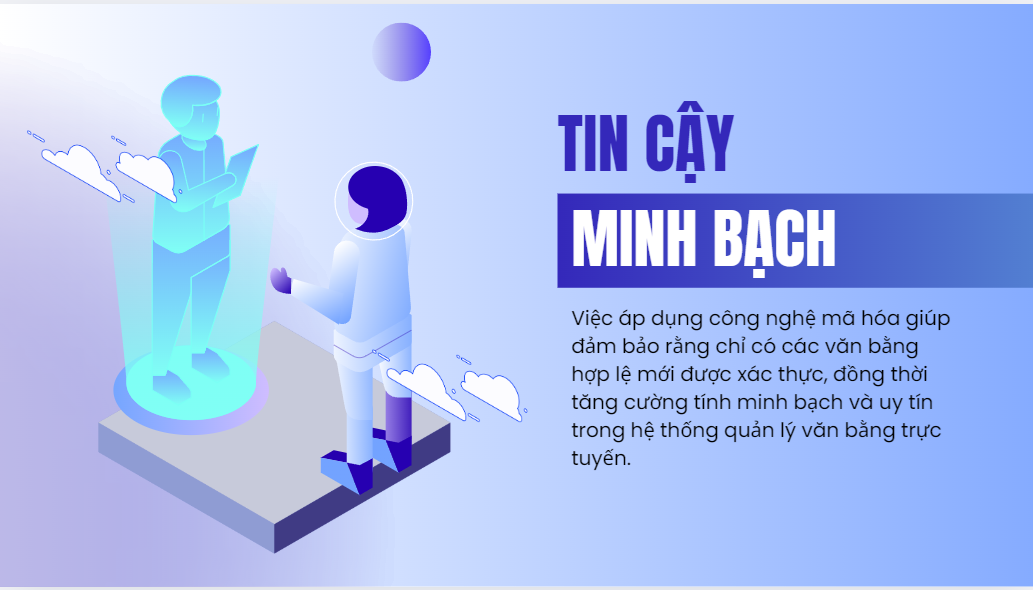 TIN CẬY
MINH BẠCH
Việc áp dụng công nghệ mã hóa giúp
đảm bảo rằng chỉ có các văn bằng
hợp lệ mới được xác thực, đồng thời
tăng cường tính minh bạch và uy tín
trong hệ thống quản lý văn bằng trực
tuyến.